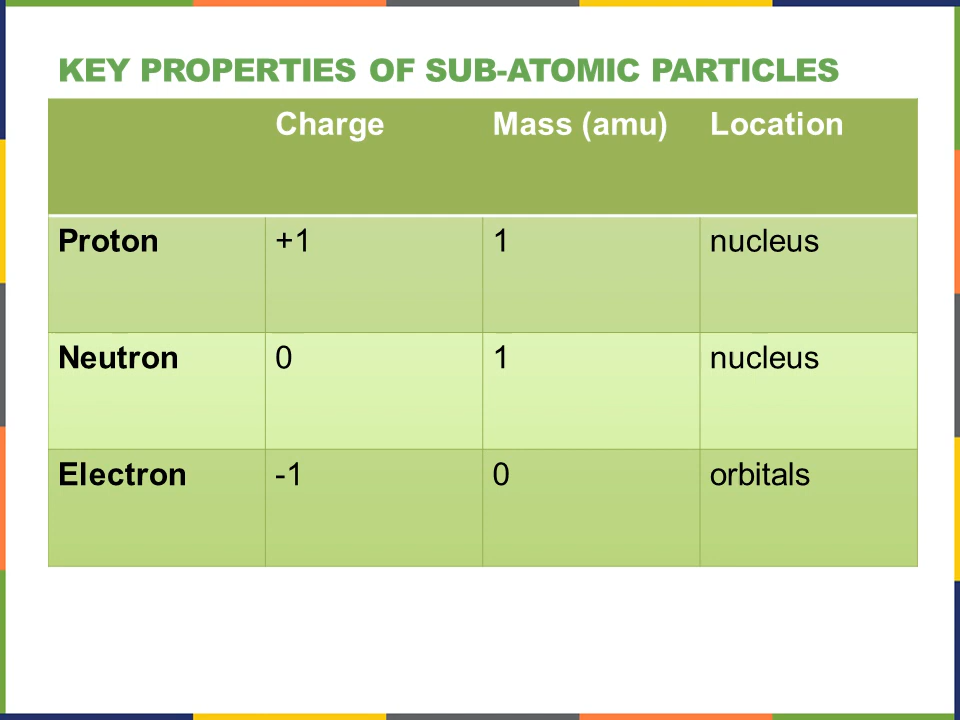 KEY PROPERTIES OF SUB-ATOMIC PARTICLES
Charge Mass (amu) Location
Proton +1 1 nucleus
Neutron 0 1 nucleus
Electron -1 0 orbitals